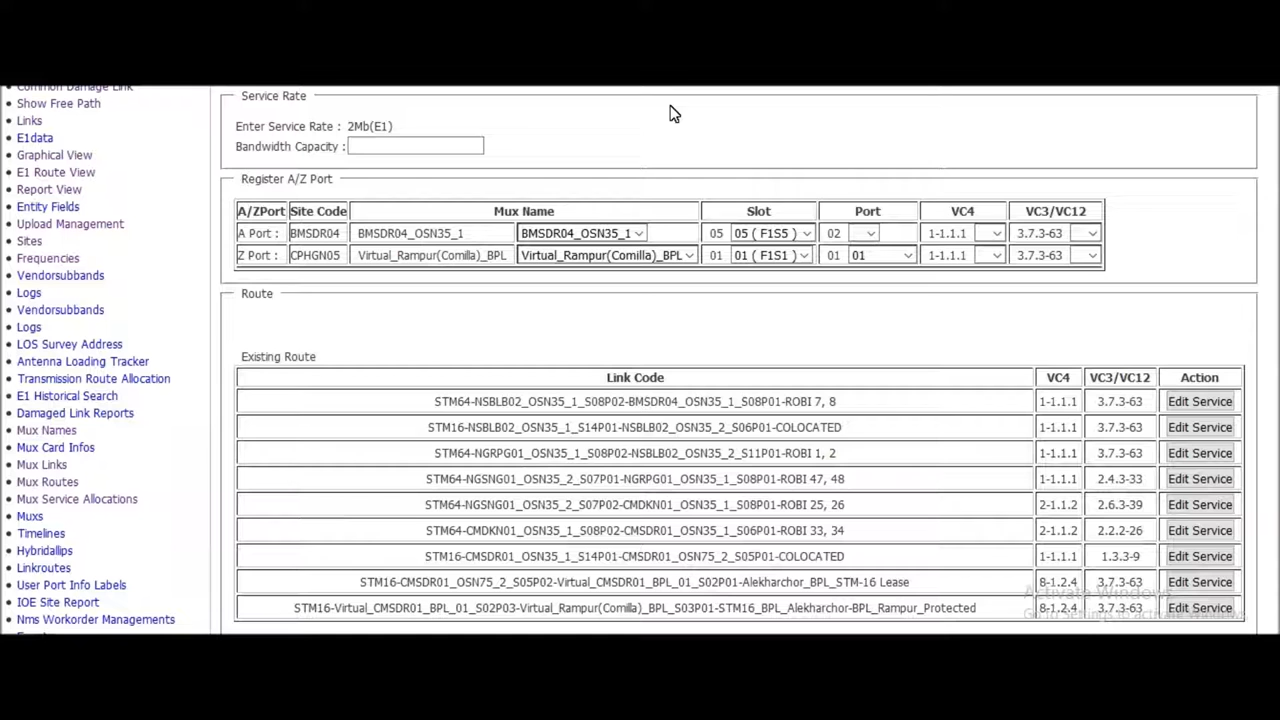 Common Damage Link
Show Free Path
Links
E1data
Graphical View
E1 Route View
Report View
Entity Fields
Upload Management
Sites
Frequencies
Vendorsubbands
Logs
Vendorsubbands
Logs
LOS Survey Address
Antenna Loading Tracker
Transmission Route Allocation
E1 Historical Search
Damaged Link Reports
Mux Names
Mux Card Infos
Mux Links
Mux Routes
Mux Service Allocations
Muxs
Timelines
Hybridallips
Linkroutes
User Port Info Labels
IOE Site Report
Nms Workorder Managements
Service Rate
Enter Service Rate : 2Mb(E1)
Bandwidth Capacity :
Register A/Z Port
A/ZPort Site Code Mux Name Slot Port VC4 VC3/VC12
A Port : BMSDR04 BMSDR04_OSN35_1 BMSDR04_OSN35_1 05 05 ( F1S5 ) 02 1-1.1.1 3.7.3-63
Z Port : CPHGN05 Virtual_Rampur(Comilla)_BPL Virtual_Rampur(Comilla)_BPL 01 01 ( F1S1 ) 01 01 1-1.1.1 3.7.3-63
Route
Existing Route
Link Code VC4 VC3/VC12 Action
STM64-NSBLB02_OSN35_1_S08P02-BMSDR04_OSN35_1_S08P01-ROBI 7, 8 1-1.1.1 3.7.3-63 Edit Service
STM16-NSBLB02_OSN35_1_S14P01-NSBLB02_OSN35_2_S06P01-COLOCATED 1-1.1.1 3.7.3-63 Edit Service
STM64-NGRPG01_OSN35_1_S08P02-NSBLB02_OSN35_2_S11P01-ROBI 1, 2 1-1.1.1 3.7.3-63 Edit Service
STM64-NGSNG01_OSN35_2_S07P01-NGRPG01_OSN35_1_S08P01-ROBI 47, 48 1-1.1.1 2.4.3-33 Edit Service
STM64-NGSNG01_OSN35_2_S07P02-CMDKN01_OSN35_1_S08P01-ROBI 25, 26 2-1.1.2 2.6.3-39 Edit Service
STM64-CMDKN01_OSN35_1_S08P02-CMSDR01_OSN35_1_S06P01-ROBI 33, 34 2-1.1.2 2.2.2-26 Edit Service
STM16-CMSDR01_OSN35_1_S14P01-CMSDR01_OSN75_2_S05P01-COLOCATED 1-1.1.1 1.3.3-9 Edit Service
STM16-CMSDR01_OSN75_2_S05P02-Virtual_CMSDR01_BPL_01_S02P01-Alekharchor_BPL_STM-16 Lease 8-1.2.4 3.7.3-63 Edit Service
STM16-Virtual_CMSDR01_BPL_01_S02P03-Virtual_Rampur(Comilla)_BPL_S03P01-STM16_BPL_Alekharchor-BPL_Rampur_Protected 8-1.2.4 3.7.3-63 Edit Service
Activate Windows
Go to Settings to activate Windows.